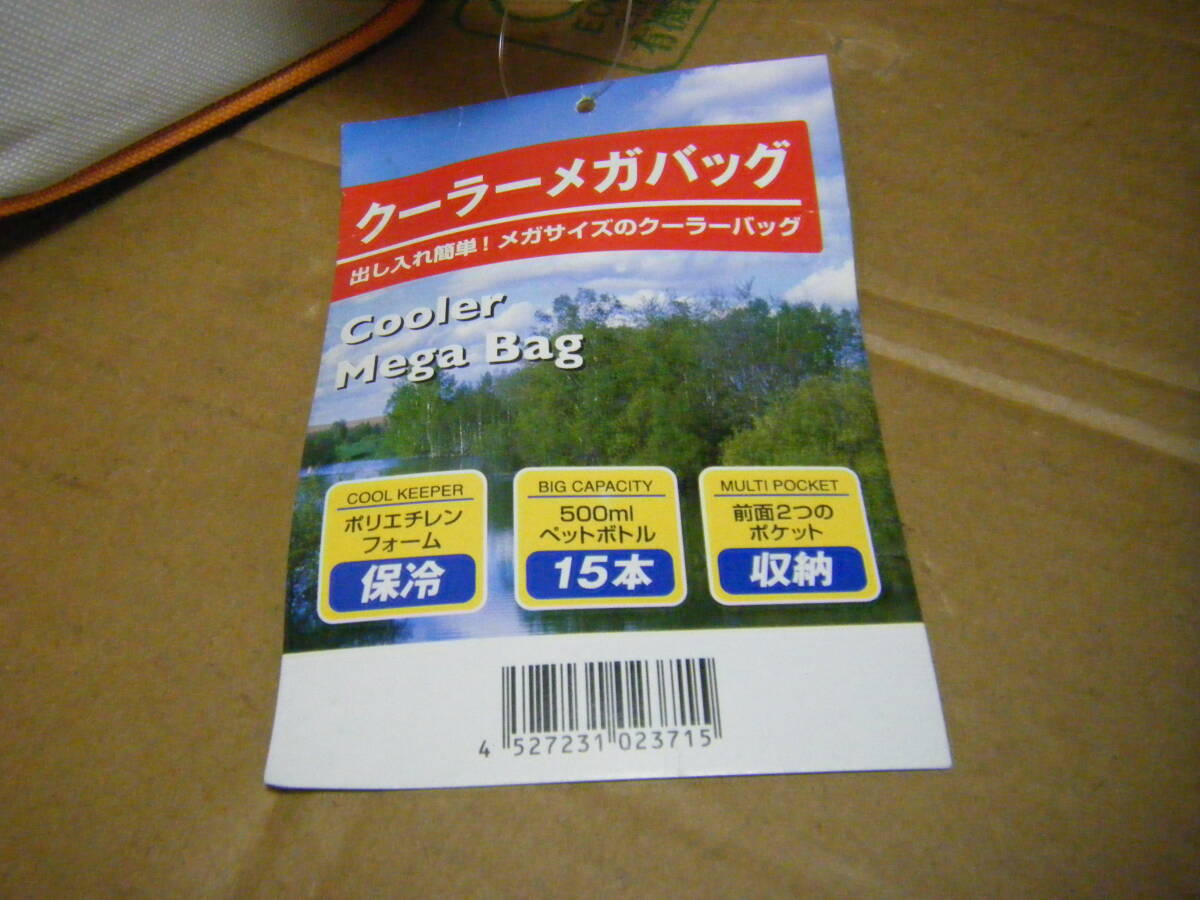 クーラーメガバッグ
出し入れ簡単！メガサイズのクーラーバッグ
Cooler
Mega Bag
COOL KEEPER
ポリエチレン
フォーム
保冷
BIG CAPACITY
500ml
ペットボトル
15本
MULTI POCKET
前面2つの
ポケット
収納
4 527231 023715